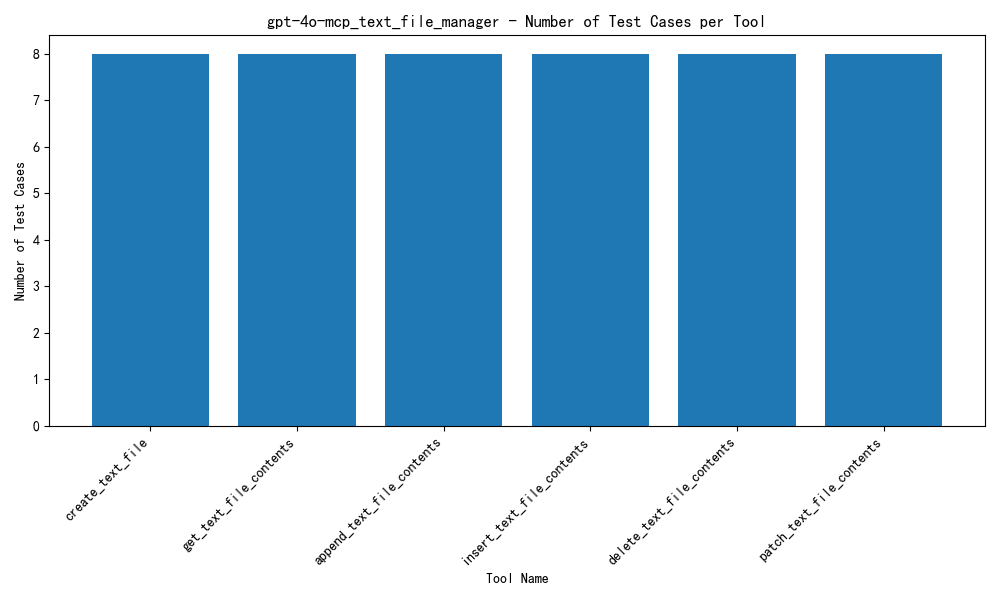 gpt-4o-mcp_text_file_manager - Number of Test Cases per Tool
Number of Test Cases
8
7
6
5
4
3
2
1
0
create_text_file
get_text_file_contents
append_text_file_contents
insert_text_file_contents
delete_text_file_contents
patch_text_file_contents
Tool Name